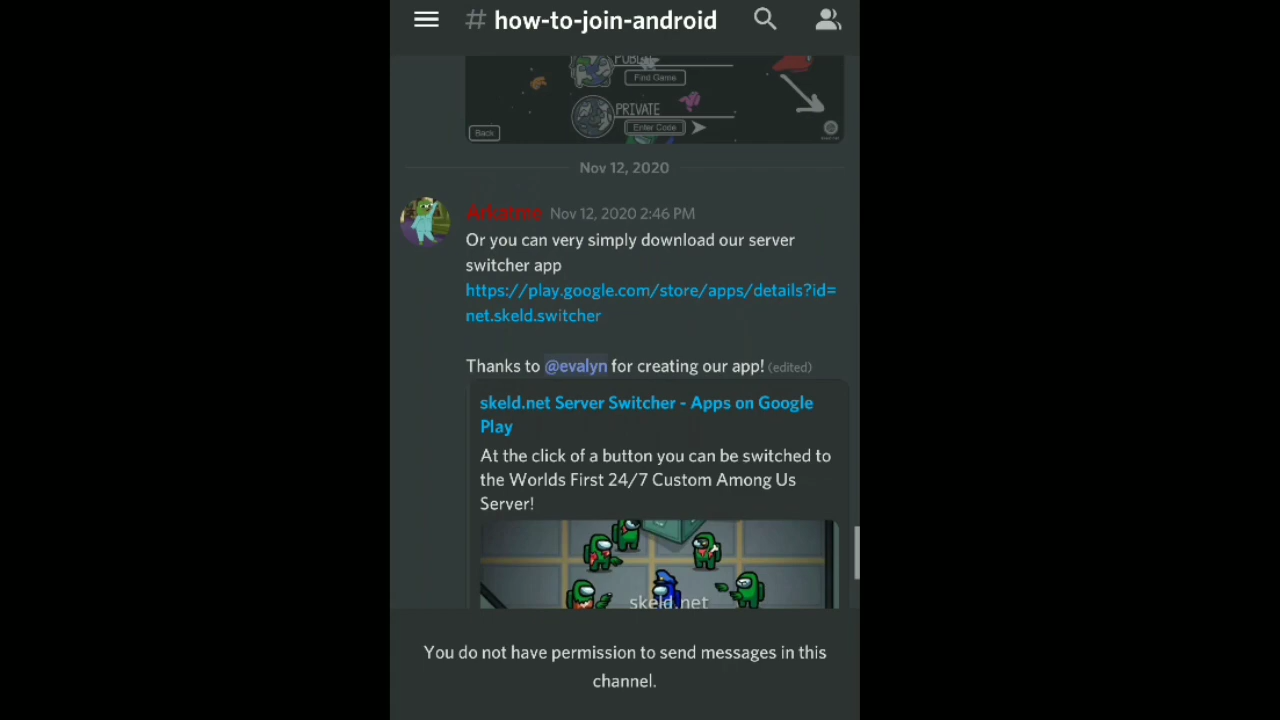 # how-to-join-android
PUBLIC
Find Game
PRIVATE
Enter Code
Back
Nov 12, 2020
Arkarme Nov 12, 2020 2:46 PM
Or you can very simply download our server
switcher app
https://play.google.com/store/apps/details?id=
net.skeld.switcher
Thanks to @evalyn for creating our app! (edited)
skeld.net Server Switcher - Apps on Google
Play
At the click of a button you can be switched to
the Worlds First 24/7 Custom Among Us
Server!
skeld.net
You do not have permission to send messages in this
channel.